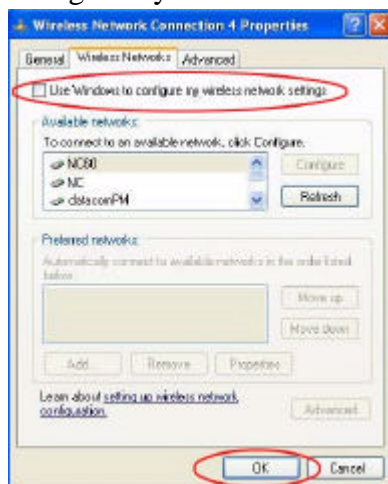 Wireless Network Connection 4 Properties
General Wireless Networks Advanced
Use Windows to configure my wireless network settings
Available networks:
To connect to an available network, click Configure.
NC60
NC
dataconPM
Configure
Refresh
Preferred networks:
Automatically connect to available networks in the order listed
below:
Move up
Move down
Add... Remove Properties
Learn about setting up wireless network
configuration.
Advanced
OK Cancel